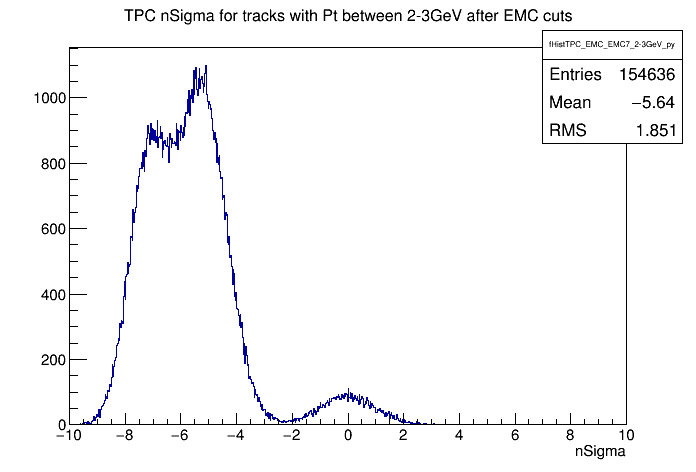 TPC nSigma for tracks with Pt between 2-3GeV after EMC cuts
fHistTPC_EMC_EMC7_2-3GeV_py
Entries 154636
Mean −5.64
RMS 1.851
1000
800
600
400
200
0
−10 −8 −6 −4 −2 0 2 4 6 8 10
nSigma